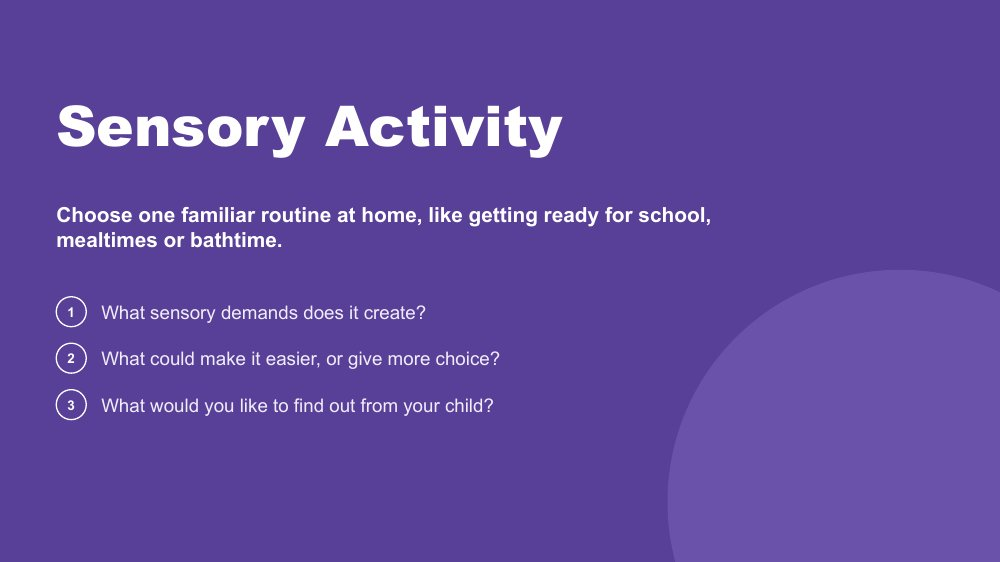 Sensory Activity
Choose one familiar routine at home, like getting ready for school,
mealtimes or bathtime.
1 What sensory demands does it create?
2 What could make it easier, or give more choice?
3 What would you like to find out from your child?